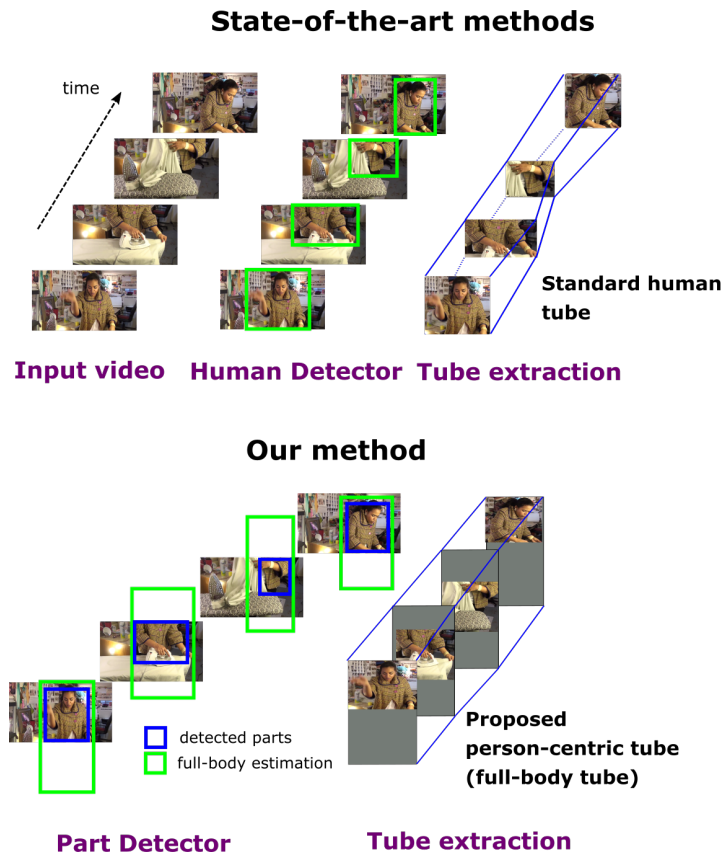 State-of-the-art methods
time
Standard human
tube
Input video
Human Detector
Tube extraction
Our method
detected parts
full-body estimation
Proposed
person-centric tube
(full-body tube)
Part Detector
Tube extraction